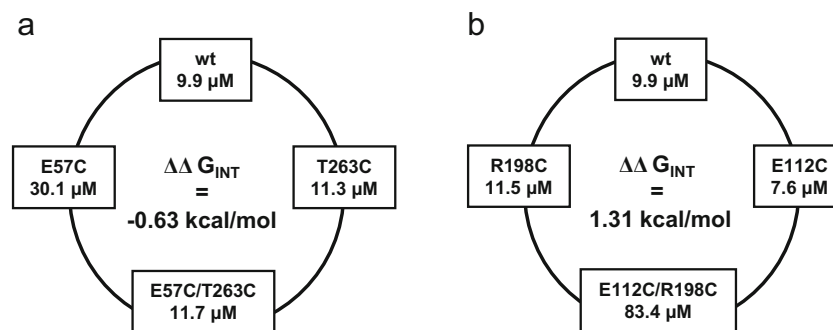 a
wt
9.9 µM
E57C
30.1 µM
ΔΔ G_INT
=
-0.63 kcal/mol
T263C
11.3 µM
E57C/T263C
11.7 µM
b
wt
9.9 µM
R198C
11.5 µM
ΔΔ G_INT
=
1.31 kcal/mol
E112C
7.6 µM
E112C/R198C
83.4 µM